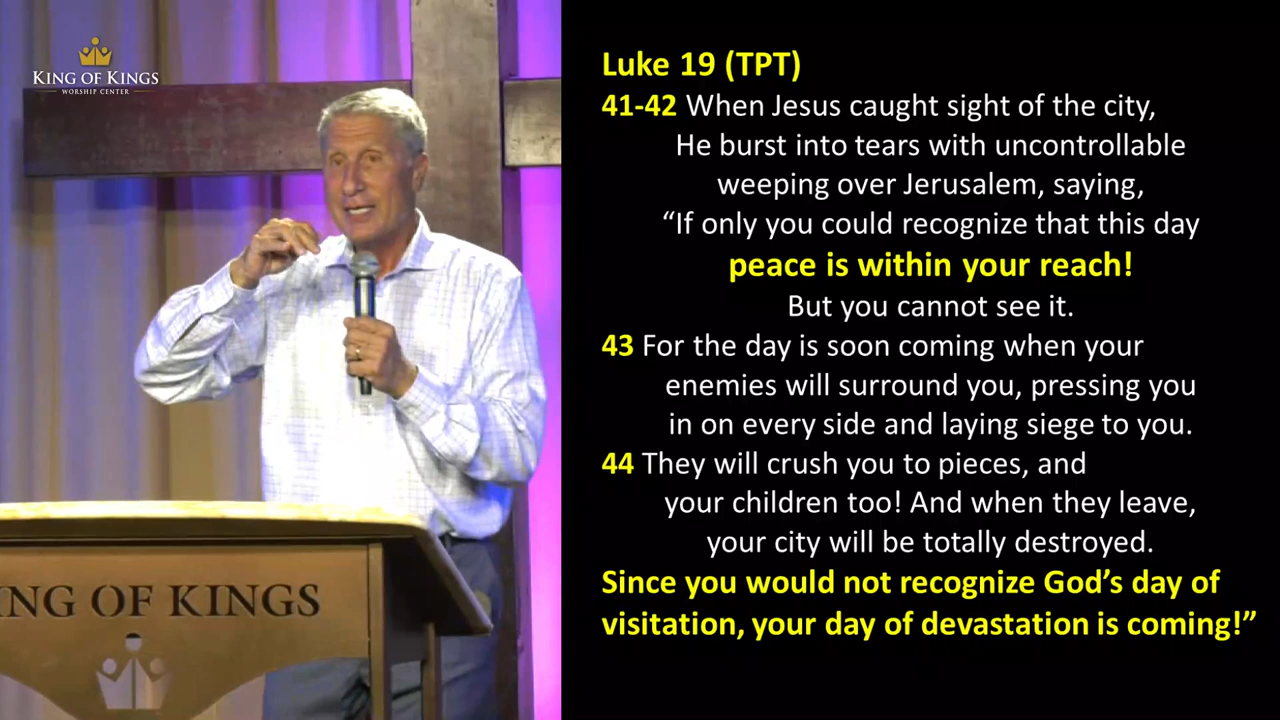 KING OF KINGS
WORSHIP CENTER
ING OF KINGS
Luke 19 (TPT)
41-42 When Jesus caught sight of the city,
He burst into tears with uncontrollable
weeping over Jerusalem, saying,
“If only you could recognize that this day
peace is within your reach!
But you cannot see it.
43 For the day is soon coming when your
enemies will surround you, pressing you
in on every side and laying siege to you.
44 They will crush you to pieces, and
your children too! And when they leave,
your city will be totally destroyed.
Since you would not recognize God’s day of
visitation, your day of devastation is coming!”